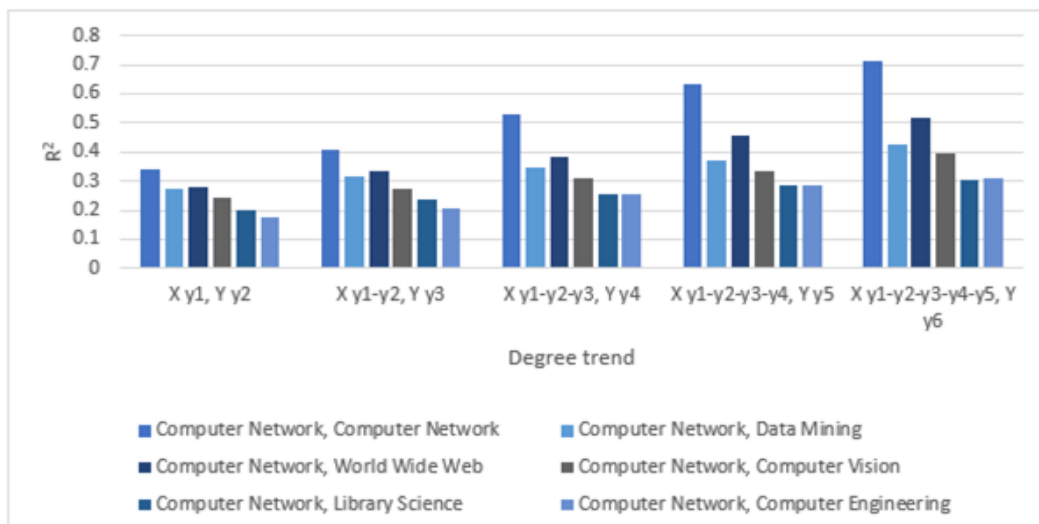 0.8
0.7
0.6
0.5
0.4
0.3
0.2
0.1
0
R²
X y1, Y y2
X y1-y2, Y y3
X y1-y2-y3, Y y4
X y1-y2-y3-y4, Y y5
X y1-y2-y3-y4-y5, Y
y6
Degree trend
Computer Network, Computer Network
Computer Network, Data Mining
Computer Network, World Wide Web
Computer Network, Computer Vision
Computer Network, Library Science
Computer Network, Computer Engineering